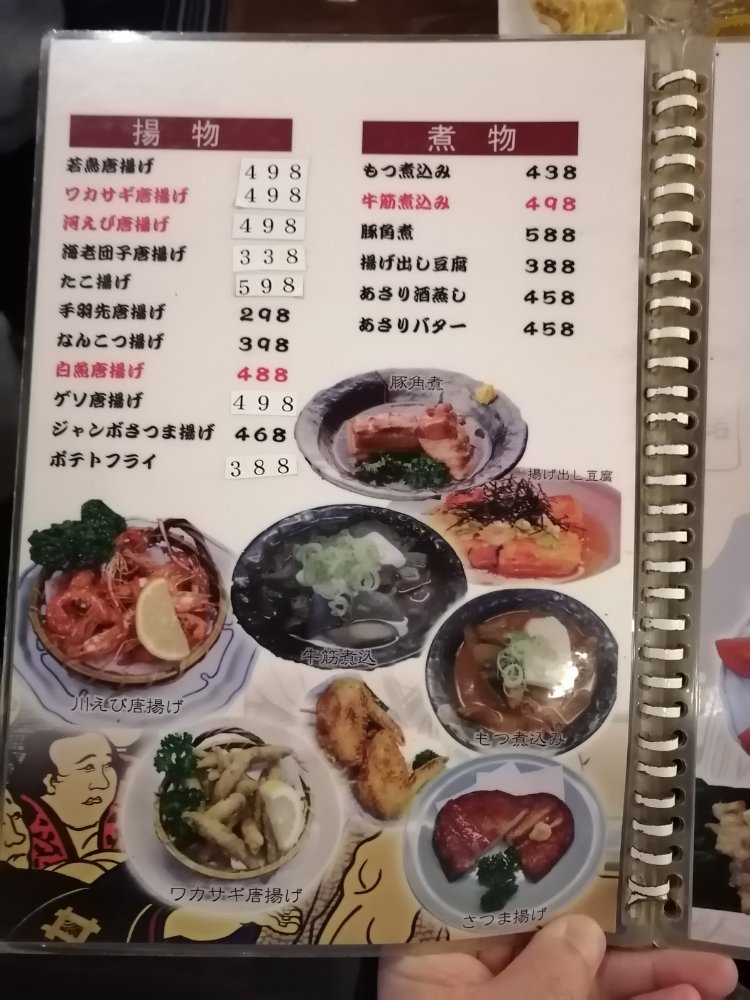 揚物
若鳥唐揚げ 498
ワカサギ唐揚げ 498
河えび唐揚げ 498
海老団子唐揚げ 338
たこ揚げ 598
手羽先唐揚げ 298
なんこつ揚げ 398
白魚唐揚げ 488
ゲソ唐揚げ 498
ジャンボさつま揚げ 468
ポテトフライ 388
煮物
もつ煮込み 438
牛筋煮込み 498
豚角煮 588
揚げ出し豆腐 388
あさり酒蒸し 458
あさりバター 458
豚角煮
揚げ出し豆腐
牛筋煮込
川えび唐揚げ
もつ煮込み
ワカサギ唐揚げ
さつま揚げ